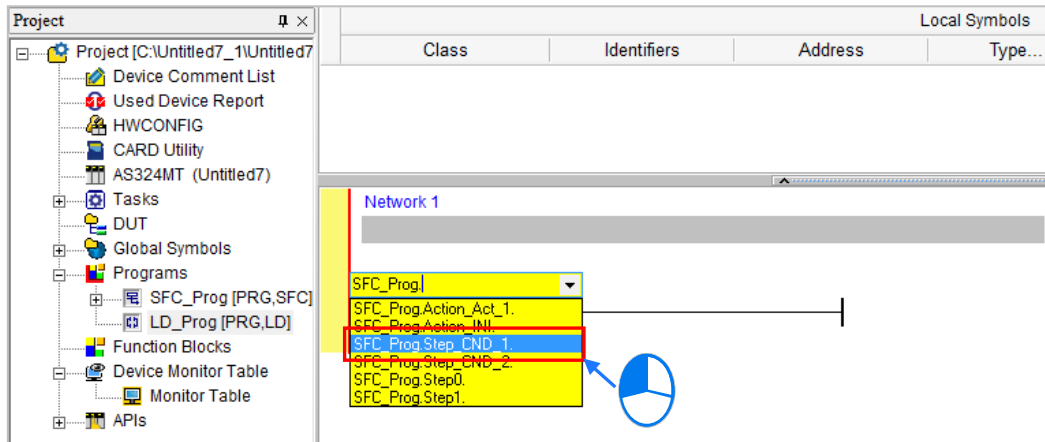 Project
Project [C:\Untitled7_1\Untitled7
Device Comment List
Used Device Report
HWCONFIG
CARD Utility
AS324MT (Untitled7)
Tasks
DUT
Global Symbols
Programs
SFC_Prog [PRG,SFC]
LD_Prog [PRG,LD]
Function Blocks
Device Monitor Table
Monitor Table
APIs
Local Symbols
Class Identifiers Address Type...
Network 1
SFC_Prog.
SFC_Prog.Action_Act_1.
SFC_Prog.Action_INI.
SFC_Prog.Step_CND_1.
SFC_Prog.Step_CND_2.
SFC_Prog.Step0.
SFC_Prog.Step1.